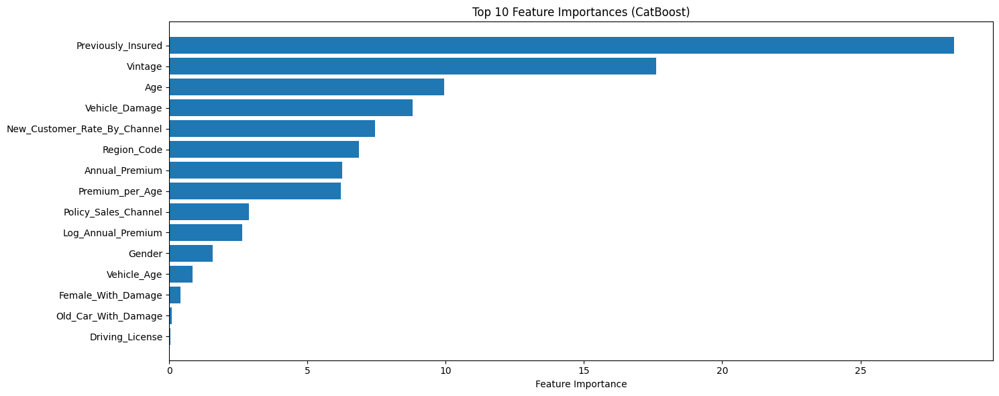 Top 10 Feature Importances (CatBoost)
Previously_Insured
Vintage
Age
Vehicle_Damage
New_Customer_Rate_By_Channel
Region_Code
Annual_Premium
Premium_per_Age
Policy_Sales_Channel
Log_Annual_Premium
Gender
Vehicle_Age
Female_With_Damage
Old_Car_With_Damage
Driving_License
0 5 10 15 20 25
Feature Importance